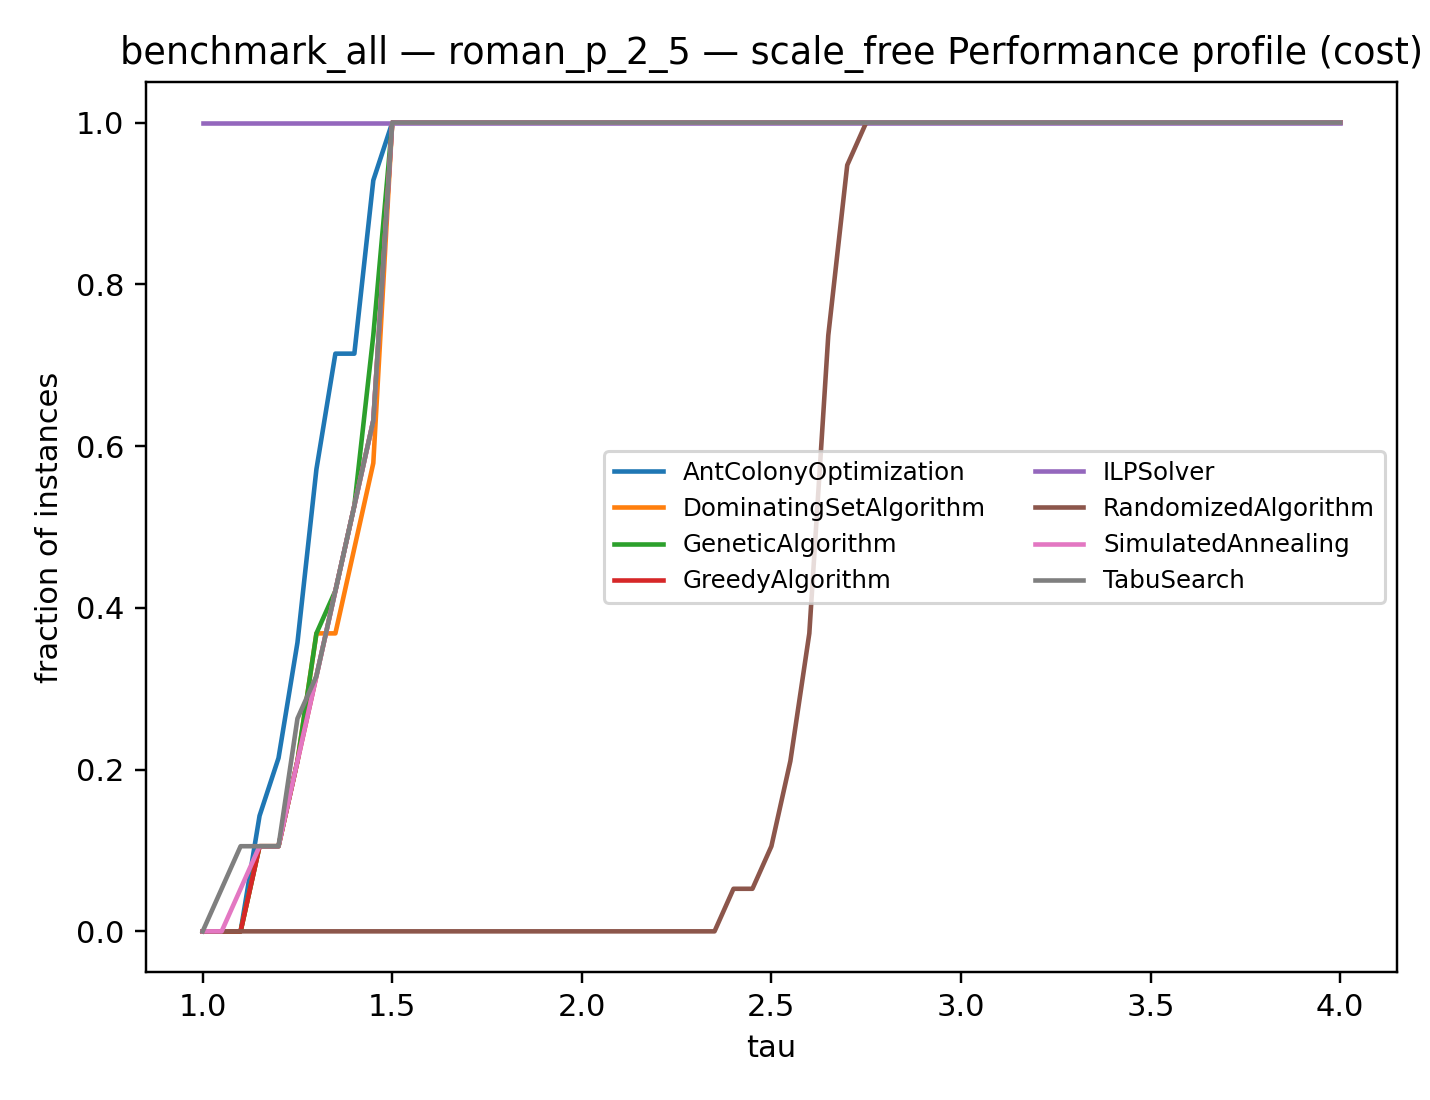 benchmark_all — roman_p_2_5 — scale_free Performance profile (cost)
fraction of instances
1.0
0.8
0.6
0.4
0.2
0.0
AntColonyOptimization
DominatingSetAlgorithm
GeneticAlgorithm
GreedyAlgorithm
ILPSolver
RandomizedAlgorithm
SimulatedAnnealing
TabuSearch
1.0 1.5 2.0 2.5 3.0 3.5 4.0
tau